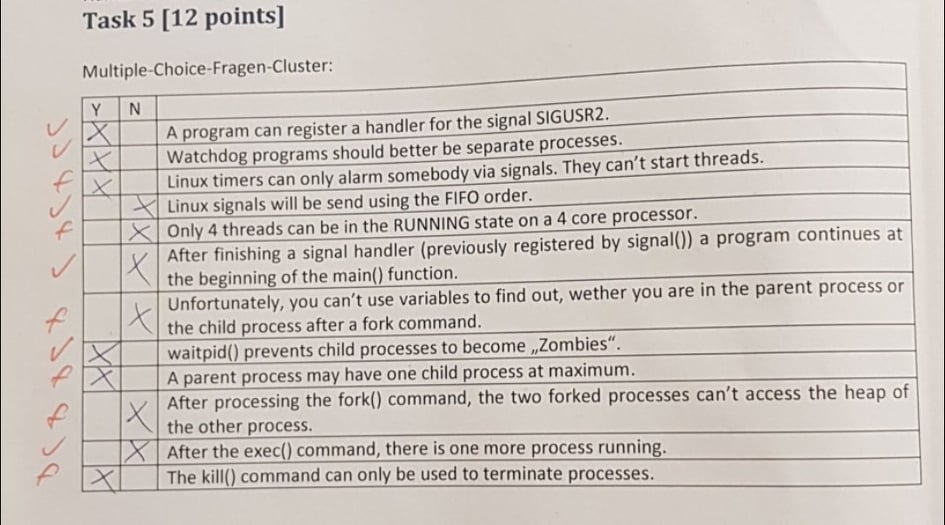 Task 5 [12 points]
Multiple-Choice-Fragen-Cluster:
Y N
✓ X A program can register a handler for the signal SIGUSR2.
✓ X Watchdog programs should better be separate processes.
f X Linux timers can only alarm somebody via signals. They can't start threads.
✓ X Linux signals will be send using the FIFO order.
f X Only 4 threads can be in the RUNNING state on a 4 core processor.
✓ X After finishing a signal handler (previously registered by signal()) a program continues at
the beginning of the main() function.
f X Unfortunately, you can't use variables to find out, wether you are in the parent process or
the child process after a fork command.
✓ X waitpid() prevents child processes to become „Zombies“.
f X A parent process may have one child process at maximum.
f X After processing the fork() command, the two forked processes can't access the heap of
the other process.
✓ X After the exec() command, there is one more process running.
f X The kill() command can only be used to terminate processes.